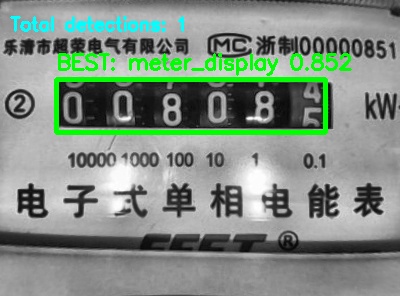 Total detections: 1
乐清市超荣电气有限公司 MC 浙制00000851
BEST: meter_display 0.852
② 0 0 8 0 8 4 5 kW
10000 1000 100 10 1 0.1
电子式单相电能表
®